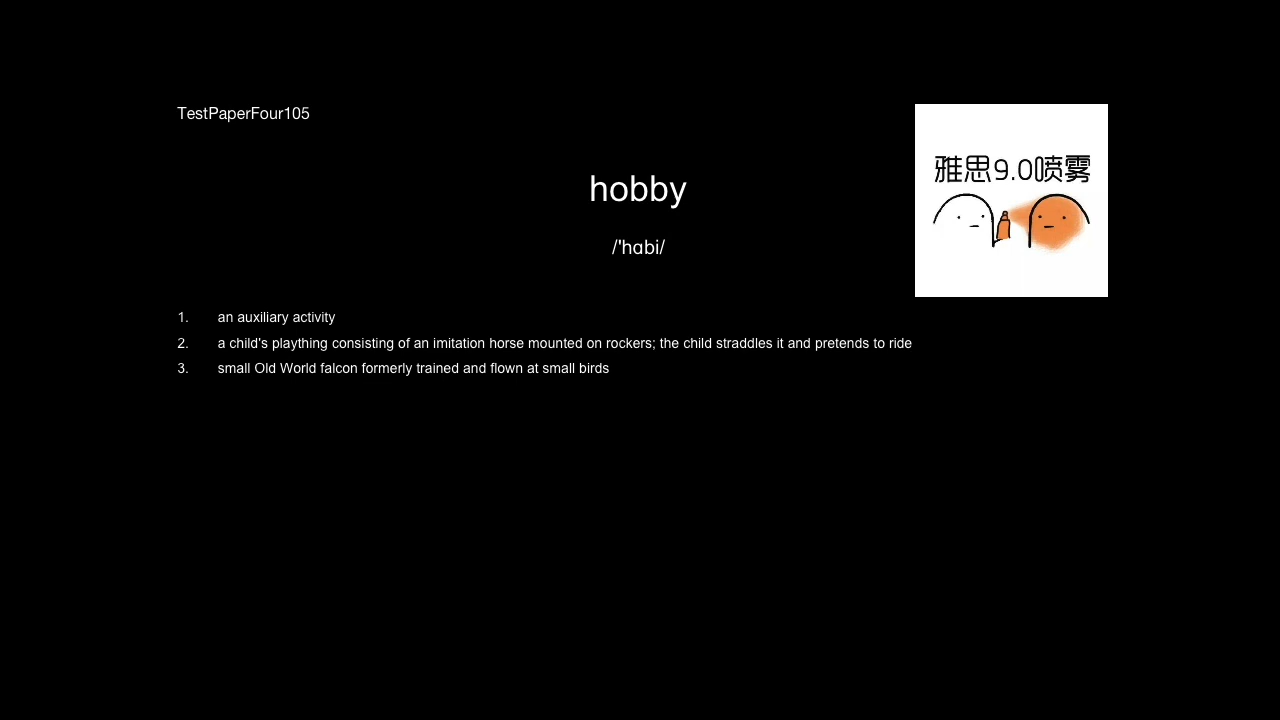 TestPaperFour105
雅思9.0喷雾
hobby
/'hɑbi/
1. an auxiliary activity
2. a child's plaything consisting of an imitation horse mounted on rockers; the child straddles it and pretends to ride
3. small Old World falcon formerly trained and flown at small birds